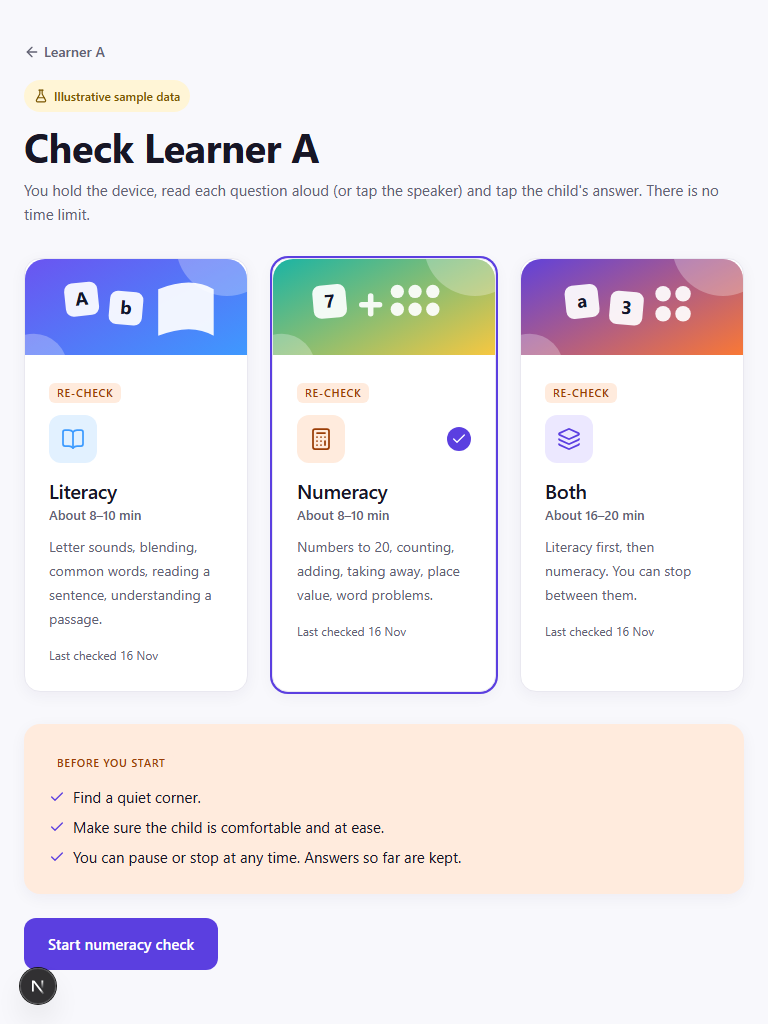 Learner A
Illustrative sample data
Check Learner A
You hold the device, read each question aloud (or tap the speaker) and tap the child's answer. There is no
time limit.
A b
7 +
a 3
RE-CHECK
Literacy
About 8–10 min
Letter sounds, blending,
common words, reading a
sentence, understanding a
passage.
Last checked 16 Nov
RE-CHECK
Numeracy
About 8–10 min
Numbers to 20, counting,
adding, taking away, place
value, word problems.
Last checked 16 Nov
RE-CHECK
Both
About 16–20 min
Literacy first, then
numeracy. You can stop
between them.
Last checked 16 Nov
BEFORE YOU START
Find a quiet corner.
Make sure the child is comfortable and at ease.
You can pause or stop at any time. Answers so far are kept.
Start numeracy check
N